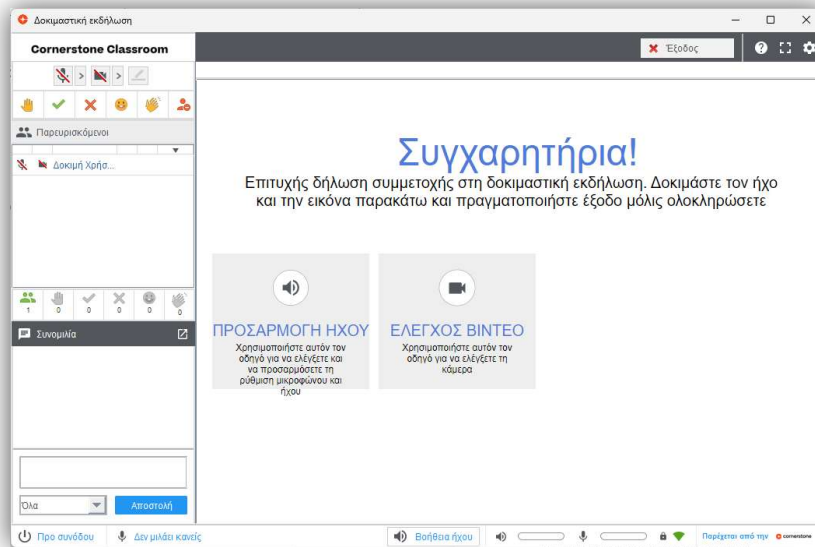 Δοκιμαστική εκδήλωση
Cornerstone Classroom
Έξοδος
Παρευρισκόμενοι
Δοκιμή Χρήσ...
1 0 0 0 0 0
Συνομιλία
Όλα
Αποστολή
Συγχαρητήρια!
Επιτυχής δήλωση συμμετοχής στη δοκιμαστική εκδήλωση. Δοκιμάστε τον ήχο
και την εικόνα παρακάτω και πραγματοποιήστε έξοδο μόλις ολοκληρώσετε
ΠΡΟΣΑΡΜΟΓΗ ΗΧΟΥ
Χρησιμοποιήστε αυτόν τον
οδηγό για να ελέγξετε και
να προσαρμόσετε τη
ρύθμιση μικροφώνου και
ήχου
ΕΛΕΓΧΟΣ ΒΙΝΤΕΟ
Χρησιμοποιήστε αυτόν τον
οδηγό για να ελέγξετε τη
κάμερα
Προ συνόδου
Δεν μιλάει κανείς
Βοήθεια ήχου
Παρέχεται από την cornerstone